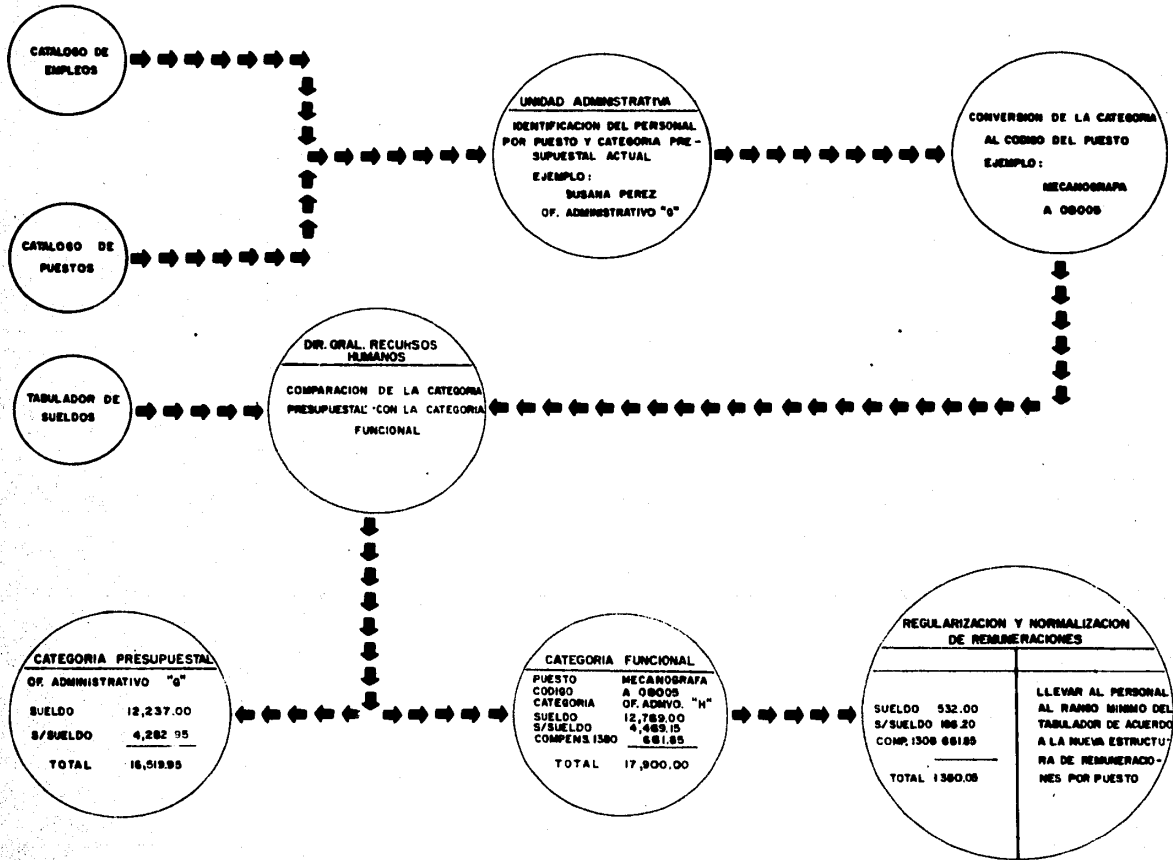 CATALOGO DE
EMPLEOS
CATALOGO DE
PUESTOS
TABULADOR DE
SUELDOS
UNIDAD ADMINISTRATIVA
IDENTIFICACION DEL PERSONAL
POR PUESTO Y CATEGORIA PRE-
SUPUESTAL ACTUAL
EJEMPLO:
SUSANA PEREZ
OF. ADMINISTRATIVO "G"
CONVERSION DE LA CATEGORIA
AL CODIGO DEL PUESTO
EJEMPLO:
MECANOGRAFA
A 08005
DIR. GRAL. RECURSOS
HUMANOS
COMPARACION DE LA CATEGORIA
PRESUPUESTAL CON LA CATEGORIA
FUNCIONAL
CATEGORIA PRESUPUESTAL
OF. ADMINISTRATIVO "G"
SUELDO 12,237.00
S/SUELDO 4,282 95
TOTAL 16,519.95
CATEGORIA FUNCIONAL
PUESTO MECANOGRAFA
CODIGO A 08005
CATEGORIA OF. ADMVO. "H"
SUELDO 12,769.00
S/SUELDO 4,469.15
COMPENS. 1380 661.85
TOTAL 17,900.00
REGULARIZACION Y NORMALIZACION
DE REMUNERACIONES
SUELDO 532.00
S/SUELDO 186.20
COMP. 1308 661.85
TOTAL 1380.05
LLEVAR AL PERSONAL
AL RANGO MINIMO DEL
TABULADOR DE ACUERDO
A LA NUEVA ESTRUCTU-
RA DE REMUNERACIO-
NES POR PUESTO